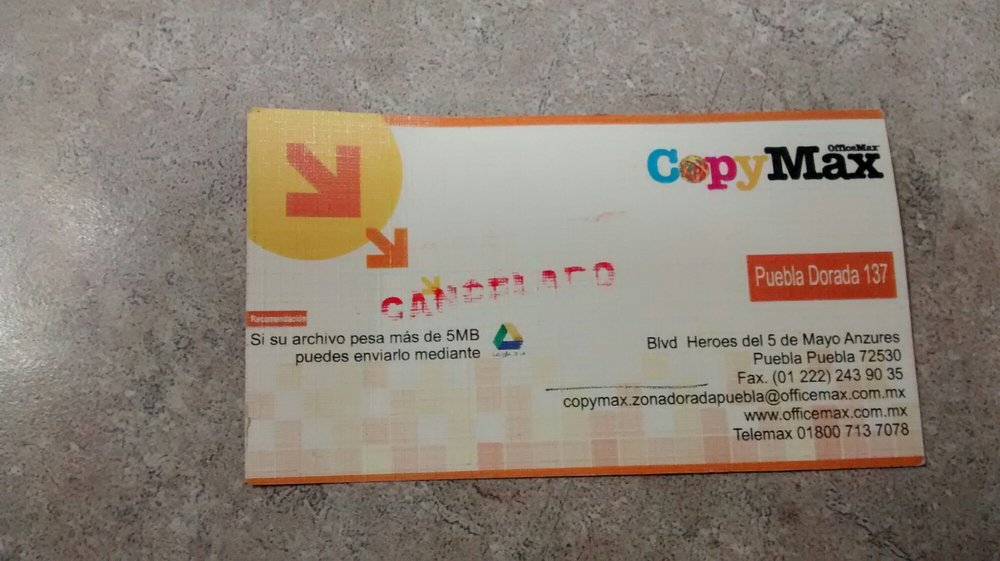 OfficeMax
CopyMax
Puebla Dorada 137
CANCELADO
Recomendación
Si su archivo pesa más de 5MB
puedes enviarlo mediante
Blvd Heroes del 5 de Mayo Anzures
Puebla Puebla 72530
Fax. (01 222) 243 90 35
copymax.zonadoradapuebla@officemax.com.mx
www.officemax.com.mx
Telemax 01800 713 7078